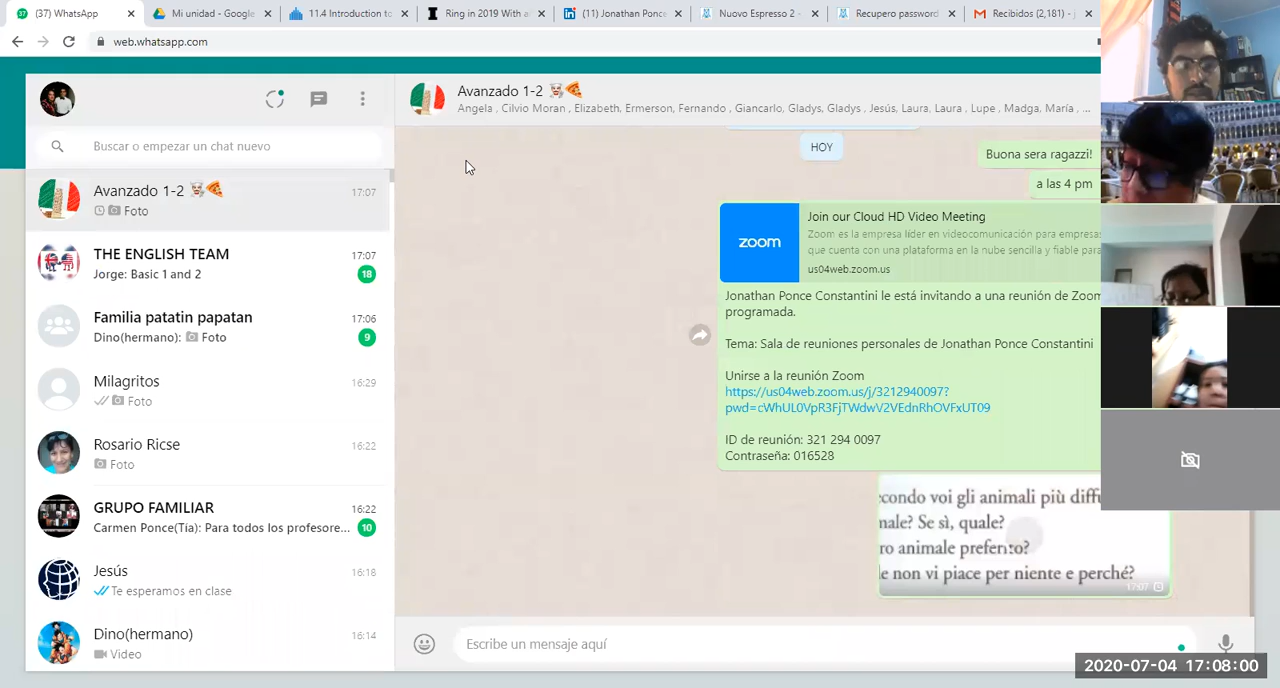 (37) WhatsApp
Mi unidad - Google
11.4 Introduction to
Ring in 2019 With a
(11) Jonathan Ponce
Nuovo Espresso 2 -
Recupero password
Recibidos (2,181) - j
web.whatsapp.com
Buscar o empezar un chat nuevo
Avanzado 1-2 17:07
Foto
THE ENGLISH TEAM 17:07
Jorge: Basic 1 and 2 18
Familia patatin papatan 17:06
Dino(hermano): Foto 9
Milagritos 16:29
Foto
Rosario Ricse 16:22
Foto
GRUPO FAMILIAR 16:22
Carmen Ponce(Tía): Para todos los profesore... 10
Jesús 16:18
Te esperamos en clase
Dino(hermano) 16:14
Video
Avanzado 1-2
Angela , Cilvio Moran , Elizabeth, Ermerson, Fernando , Giancarlo, Gladys, Gladys , Jesús, Laura, Laura , Lupe , Madga, María , ...
HOY
Buona sera ragazzi!
a las 4 pm
zoom
Join our Cloud HD Video Meeting
Zoom es la empresa líder en videocomunicación para empresas
que cuenta con una plataforma en la nube sencilla y fiable para
us04web.zoom.us
Jonathan Ponce Constantini le está invitando a una reunión de Zoom
programada.
Tema: Sala de reuniones personales de Jonathan Ponce Constantini
Unirse a la reunión Zoom
https://us04web.zoom.us/j/3212940097?
pwd=cWhUL0VpR3FjTWdwV2VEdnRhOVFxUT09
ID de reunión: 321 294 0097
Contraseña: 016528
econdo voi gli animali più diffu
male? Se sì, quale?
ro animale preferito?
le non vi piace per niente e perché?
17:07
Escribe un mensaje aquí
2020-07-04 17:08:00